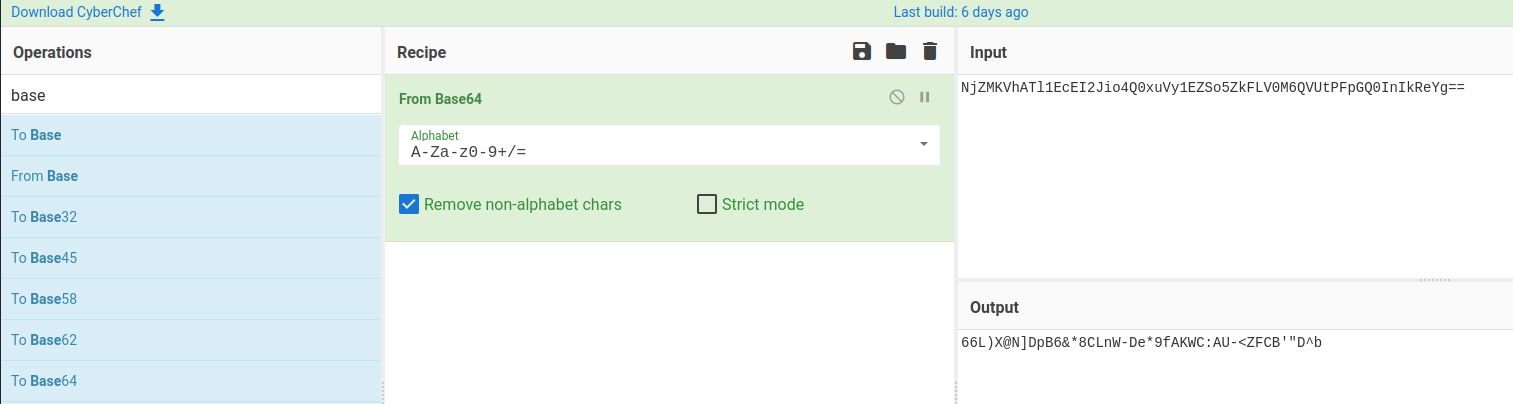 Download CyberChef
Last build: 6 days ago
Operations
base
To Base
From Base
To Base32
To Base45
To Base58
To Base62
To Base64
Recipe
From Base64
Alphabet
A-Za-z0-9+/=
Remove non-alphabet chars
Strict mode
Input
NjZMKVhATl1EcEI2Jio4Q0xuVy1EZSo5ZkFLV0M6QVUtPFpGQ0InIkReYg==
Output
66L)X@N]DpB6&*8CLnW-De*9fAKWC:AU-<ZFCB'"D^b